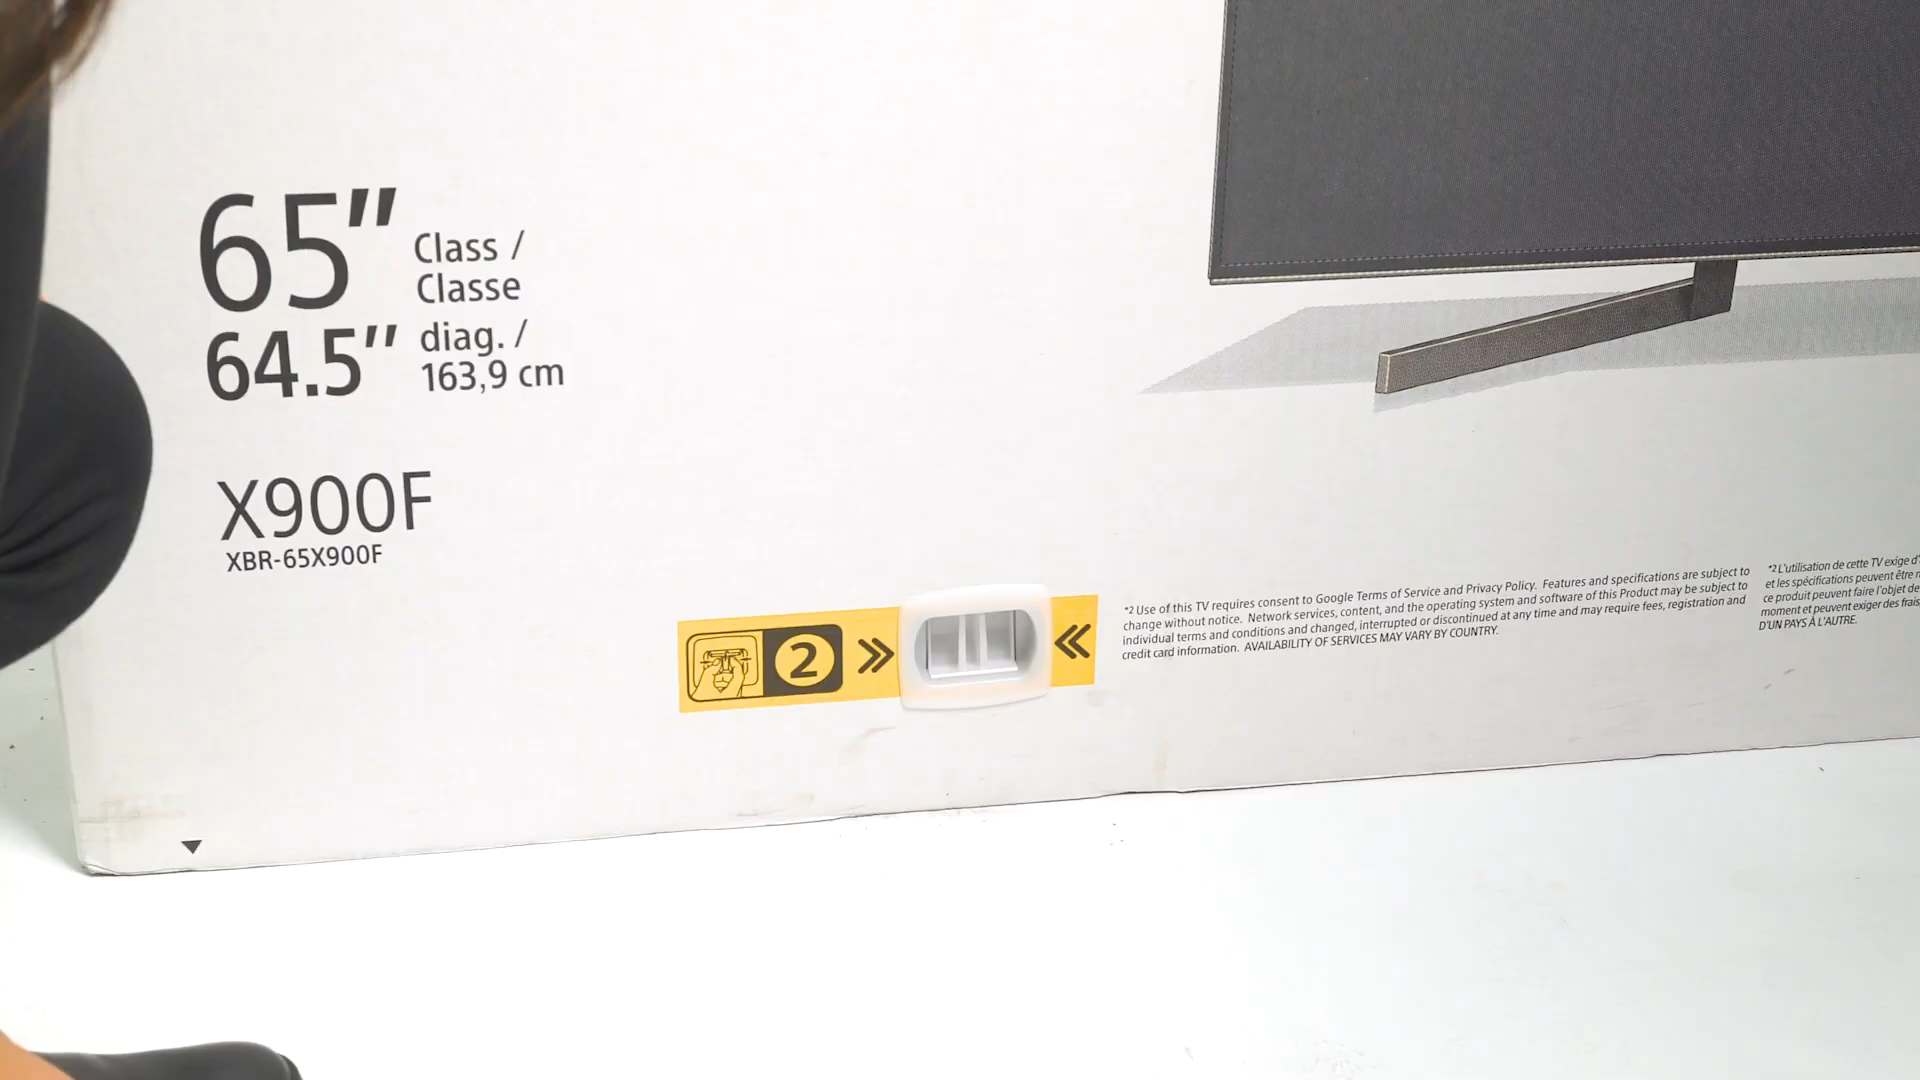 65"
Class /
Classe
64.5"
diag. /
163,9 cm
X900F
XBR-65X900F
2
*2 Use of this TV requires consent to Google Terms of Service and Privacy Policy. Features and specifications are subject to
change without notice. Network services, content, and the operating system and software of this Product may be subject to
individual terms and conditions and changed, interrupted or discontinued at any time and may require fees, registration and
credit card information. AVAILABILITY OF SERVICES MAY VARY BY COUNTRY.
*2 L'utilisation de cette TV exige
et les spécifications peuvent être
ce produit peuvent faire l'objet de
moment et peuvent exiger des frais
D'UN PAYS À L'AUTRE.